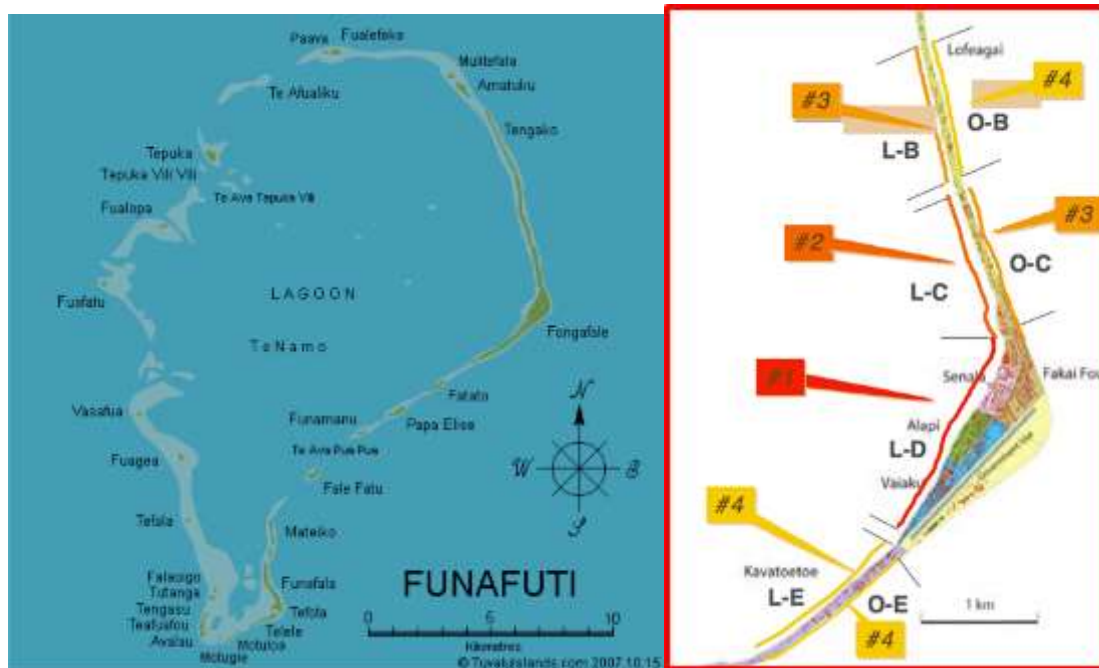 Paava
Fualefeke
Mulitefala
Amatuku
Te Afualiku
Tengako
Tepuka
Tepuka Vili Vili
Te Ava Tepuka Vili
Fualopa
LAGOON
Fuafatu
Te Namo
Fongafale
Fatato
Funamanu
Papa Elise
Vasafua
Te Ava Pua Pua
Fuagea
Fale Fatu
Tefala
Mateiko
Falaoigo
Tutanga
Funafala
Tengasu
Tefota
Teafuafou
Telele
Avalau
Motuloa
Motugie
N
W
S
FUNAFUTI
0 5 10
Kilometres
© TuvaluIslands.com 2007.10.15
Lofeagai
#4
#3
O-B
L-B
#3
#2
O-C
L-C
Senala
Fakai Fou
#1
Alapi
L-D
Vaiaku
#4
Kavatoetoe
L-E
O-E
1 km
#4